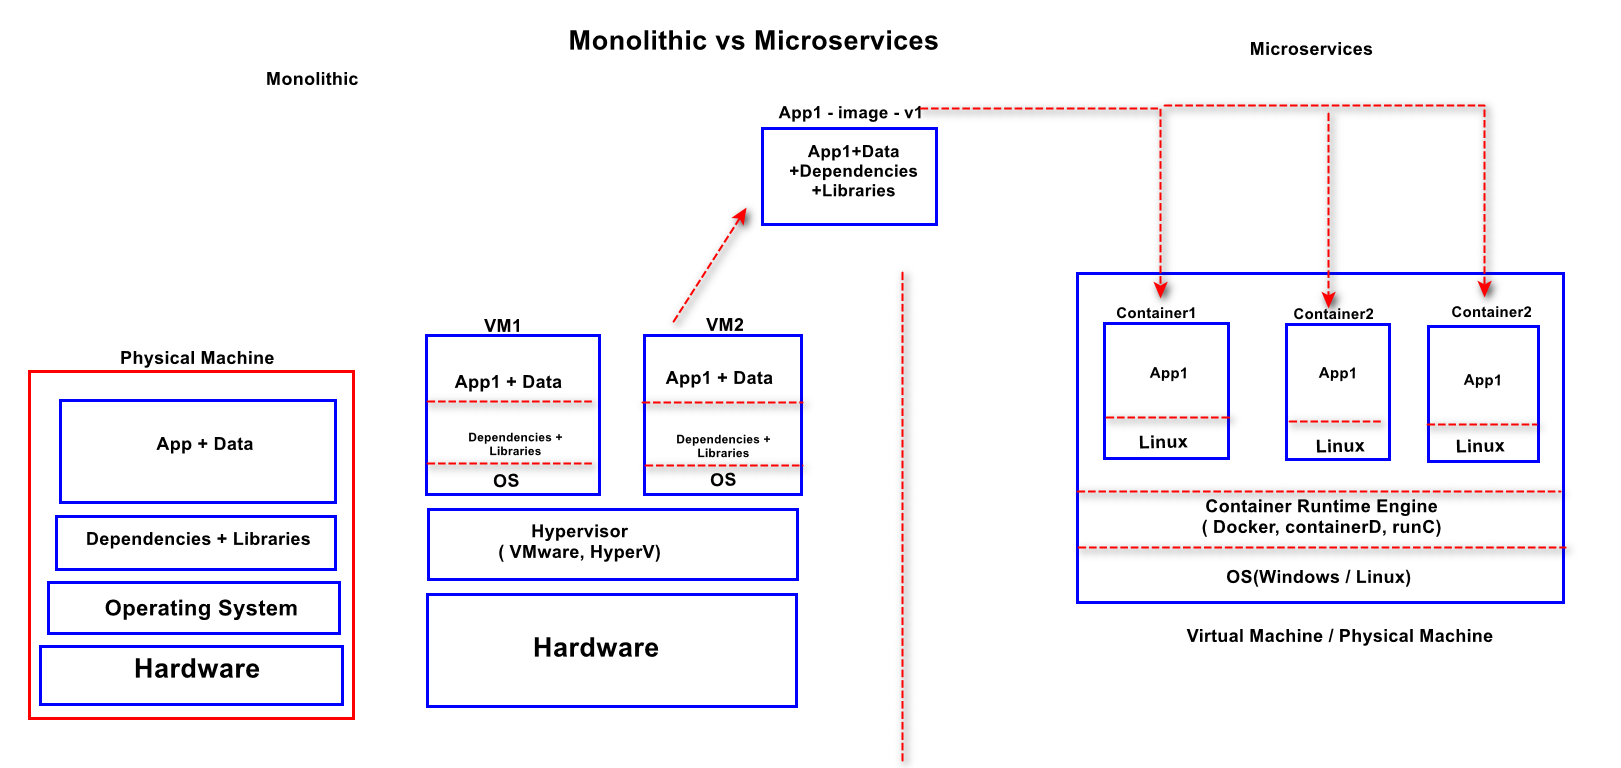 Monolithic vs Microservices
Monolithic
Microservices
App1 - image - v1
App1+Data
+Dependencies
+Libraries
Physical Machine
App + Data
Dependencies + Libraries
Operating System
Hardware
VM1
App1 + Data
Dependencies +
Libraries
OS
VM2
App1 + Data
Dependencies +
Libraries
OS
Hypervisor
( VMware, HyperV)
Hardware
Container1
App1
Linux
Container2
App1
Linux
Container2
App1
Linux
Container Runtime Engine
( Docker, containerD, runC)
OS(Windows / Linux)
Virtual Machine / Physical Machine